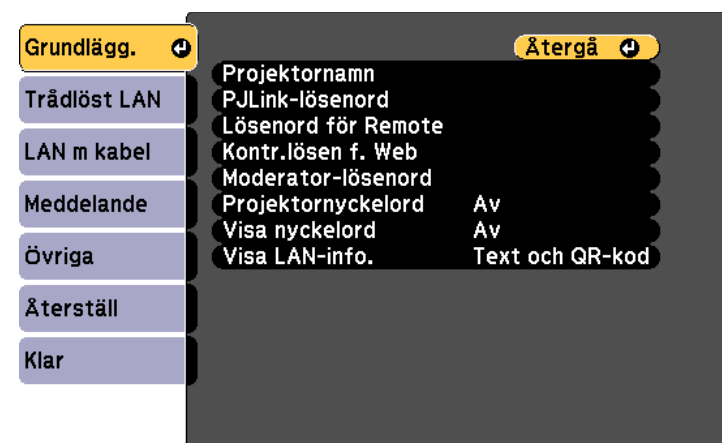 Grundlägg.
Trådlöst LAN
LAN m kabel
Meddelande
Övriga
Återställ
Klar
Återgå
Projektornamn
PJLink-lösenord
Lösenord för Remote
Kontr.lösen f. Web
Moderator-lösenord
Projektornyckelord Av
Visa nyckelord Av
Visa LAN-info. Text och QR-kod